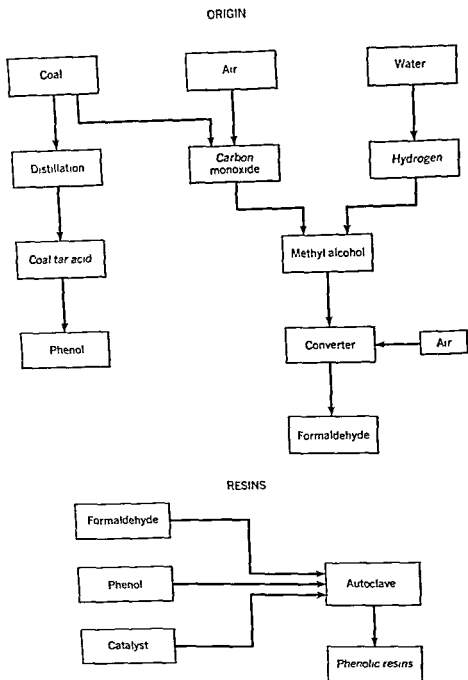 ORIGIN
Coal
Air
Water
Distillation
Carbon
monoxide
Hydrogen
Coal tar acid
Methyl alcohol
Phenol
Converter
Air
Formaldehyde
RESINS
Formaldehyde
Phenol
Autoclave
Catalyst
Phenolic resins